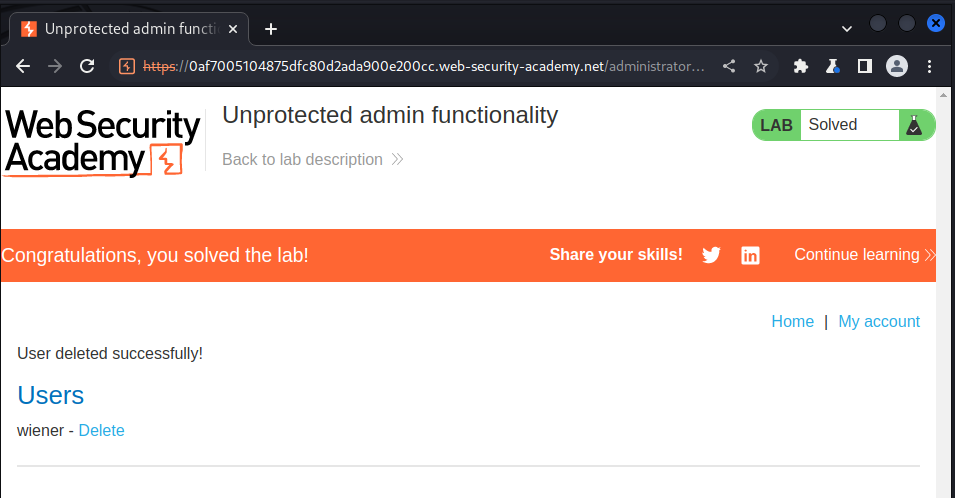 Unprotected admin functi
https://0af7005104875dfc80d2ada900e200cc.web-security-academy.net/administrator...
Web Security
Academy
Unprotected admin functionality
Back to lab description
LAB Solved
Congratulations, you solved the lab!
Share your skills!
Continue learning
Home | My account
User deleted successfully!
Users
wiener - Delete